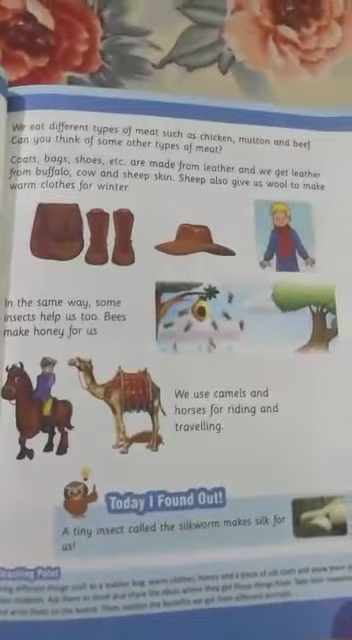 We eat different types of meat such as chicken, mutton and beef
Can you think of some other types of meat?
Coats, bags, shoes, etc. are made from leather and we get leather
from buffalo, cow and sheep skin. Sheep also give us wool to make
warm clothes for winter
In the same way, some
insects help us too. Bees
make honey for us
We use camels and
horses for riding and
travelling.
Today I Found Out!
A tiny insect called the silkworm makes silk for
us!
Teaching Point